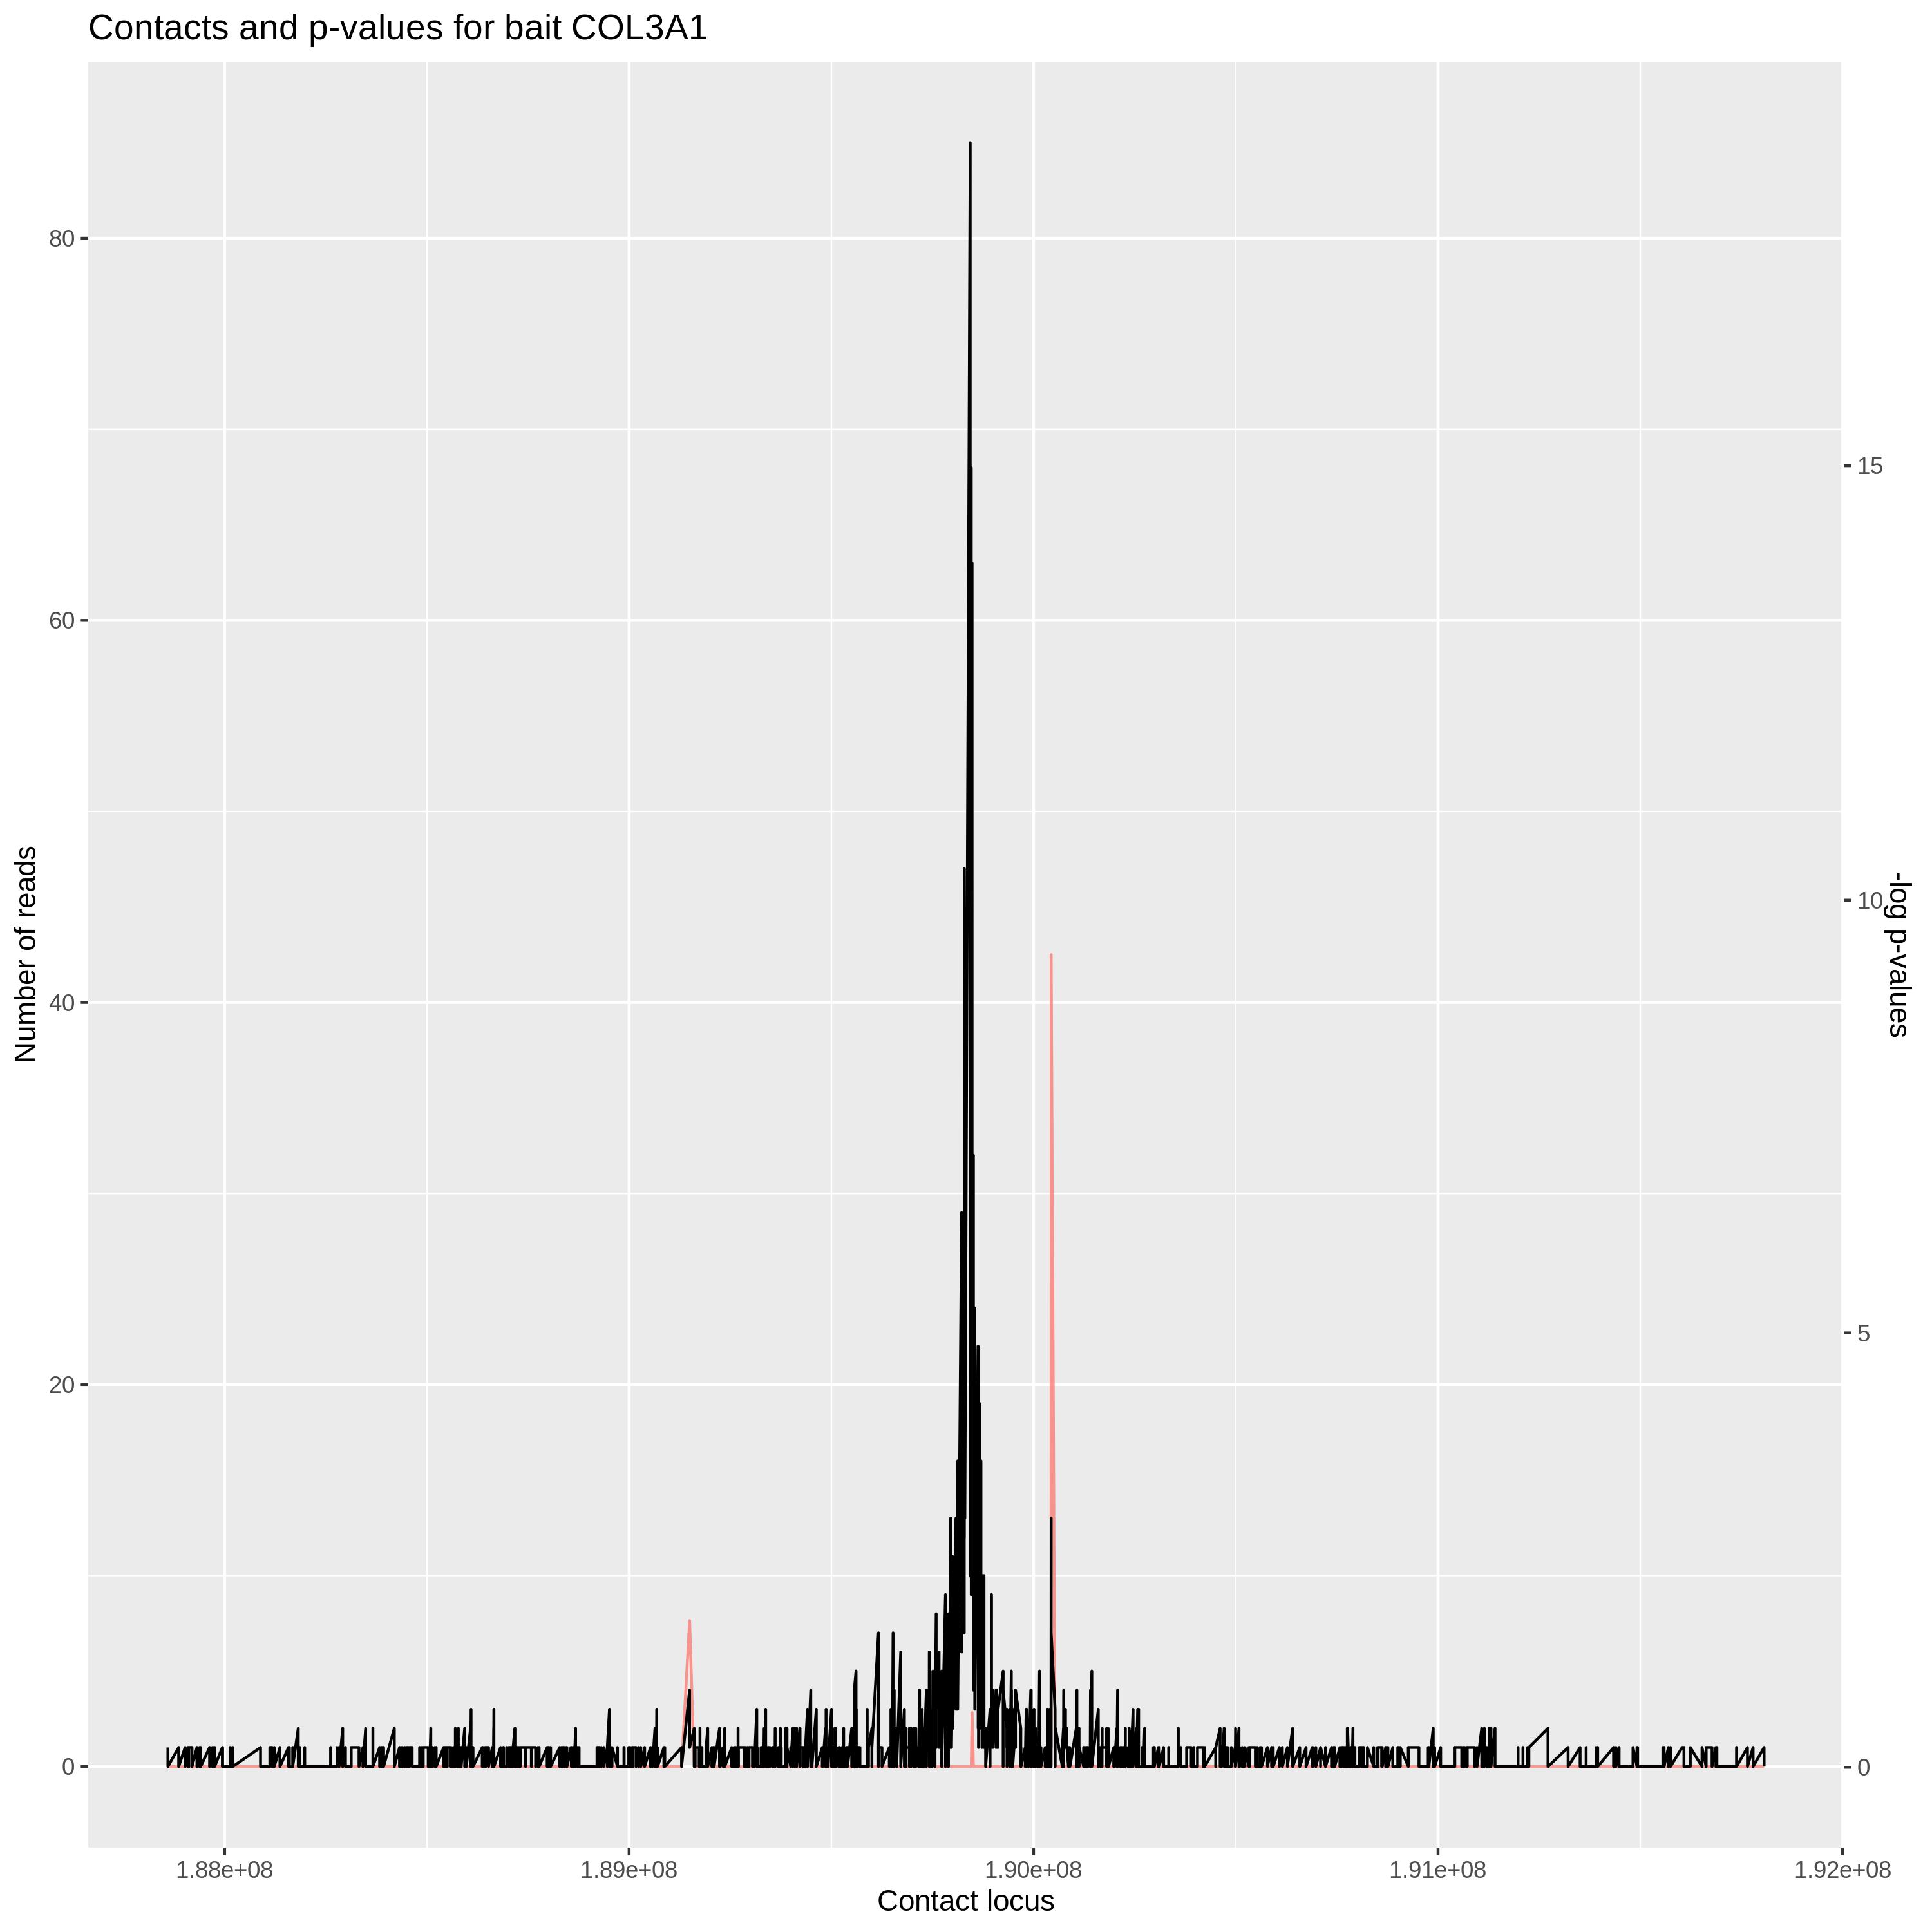 Contacts and p-values for bait COL3A1
80
60
40
20
0
Number of reads
15
10
5
0
-log p-values
1.88e+08
1.89e+08
1.90e+08
1.91e+08
1.92e+08
Contact locus